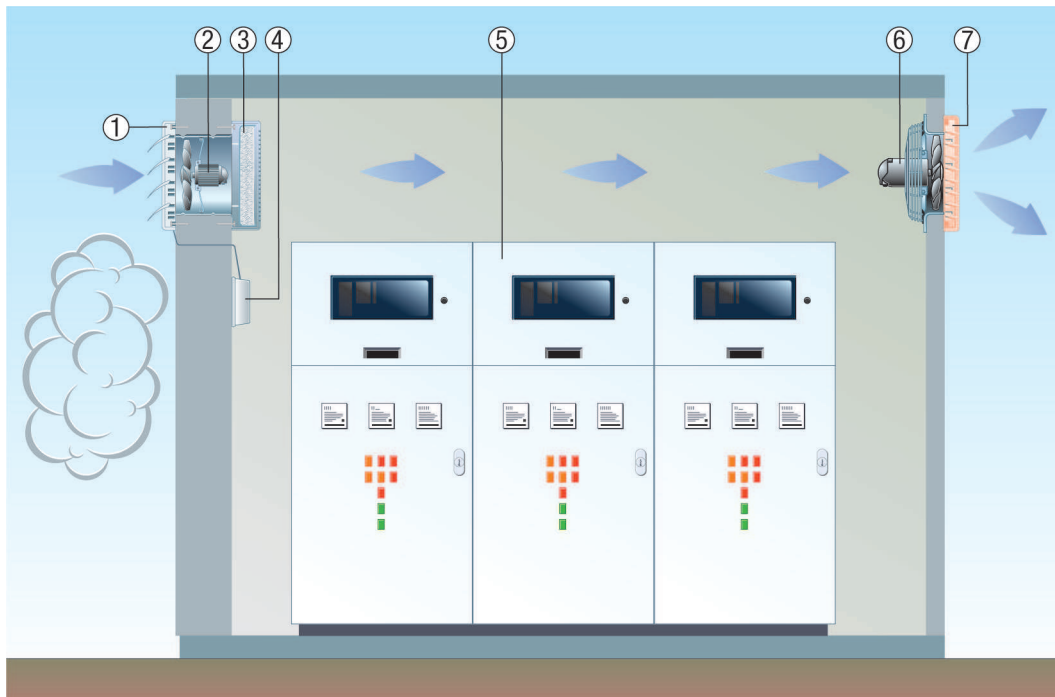 ② ③ ④ ⑤ ⑥ ⑦
①